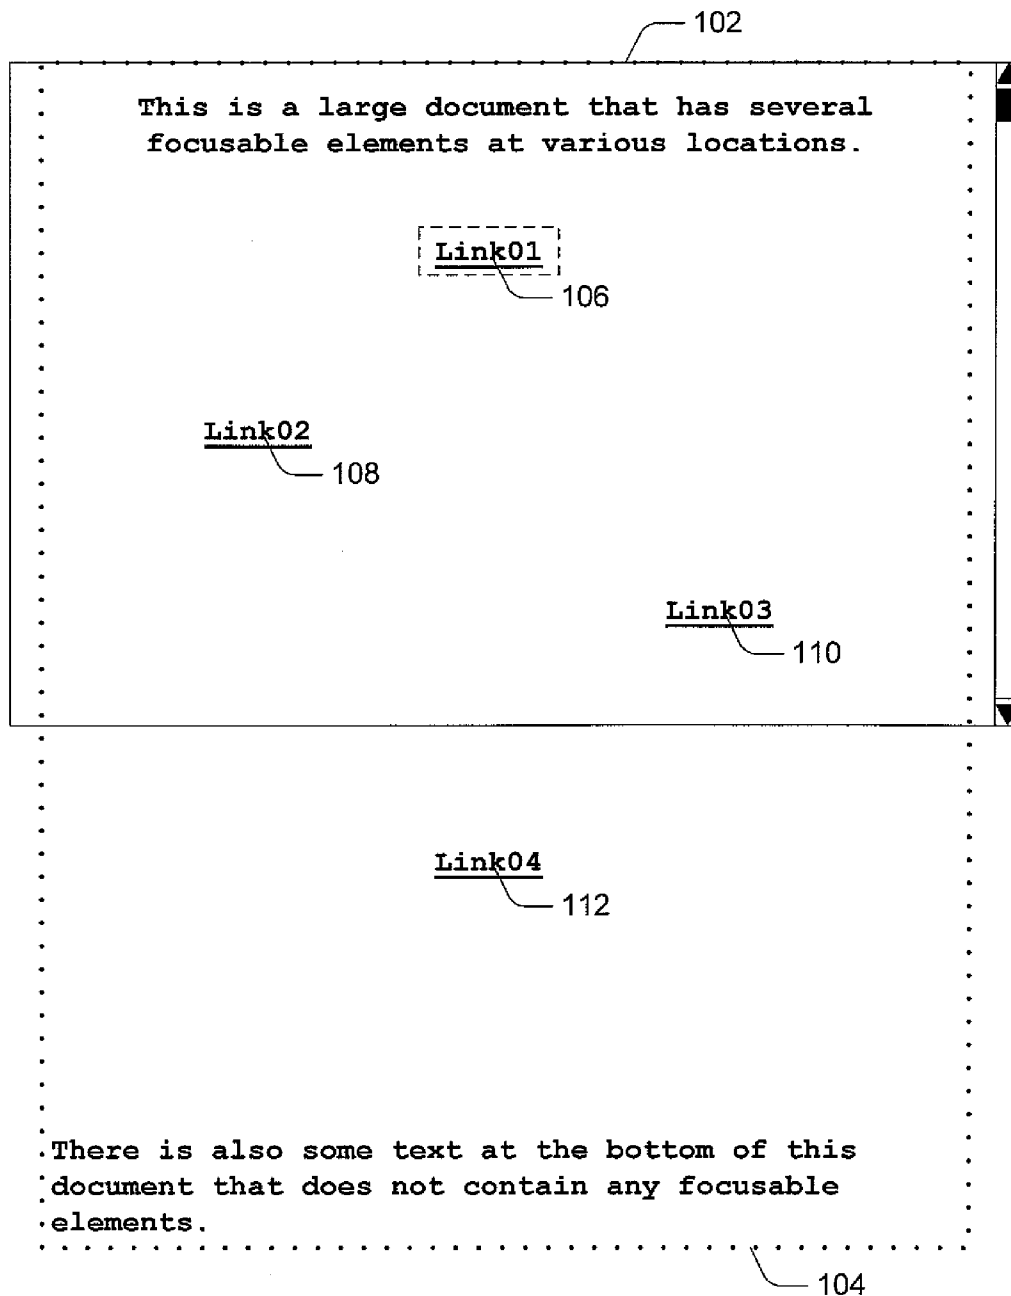 102
This is a large document that has several
focusable elements at various locations.
Link01
106
Link02
108
Link03
110
Link04
112
There is also some text at the bottom of this
document that does not contain any focusable
elements.
104